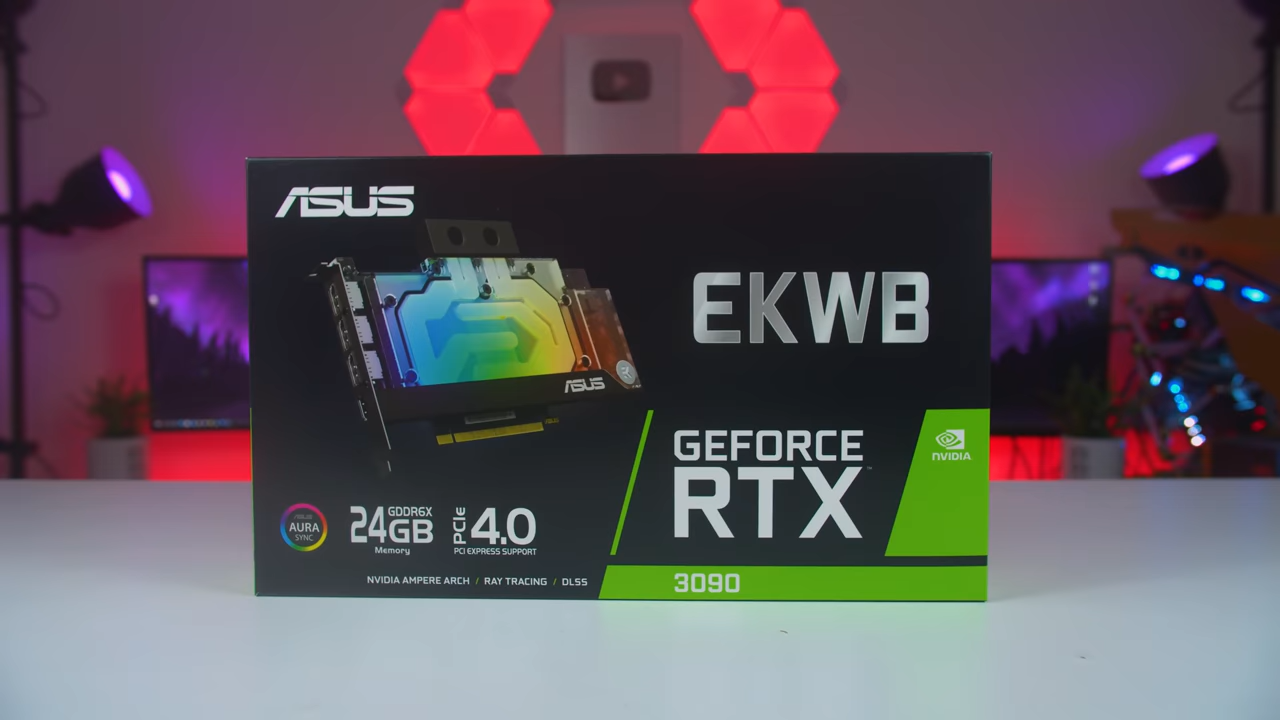 ASUS
EKWB
ASUS
GEFORCE
RTX
NVIDIA
ASUS
AURA
SYNC
24GB
GDDR6X
Memory
PCIe 4.0
PCI EXPRESS SUPPORT
NVIDIA AMPERE ARCH / RAY TRACING / DLSS
3090